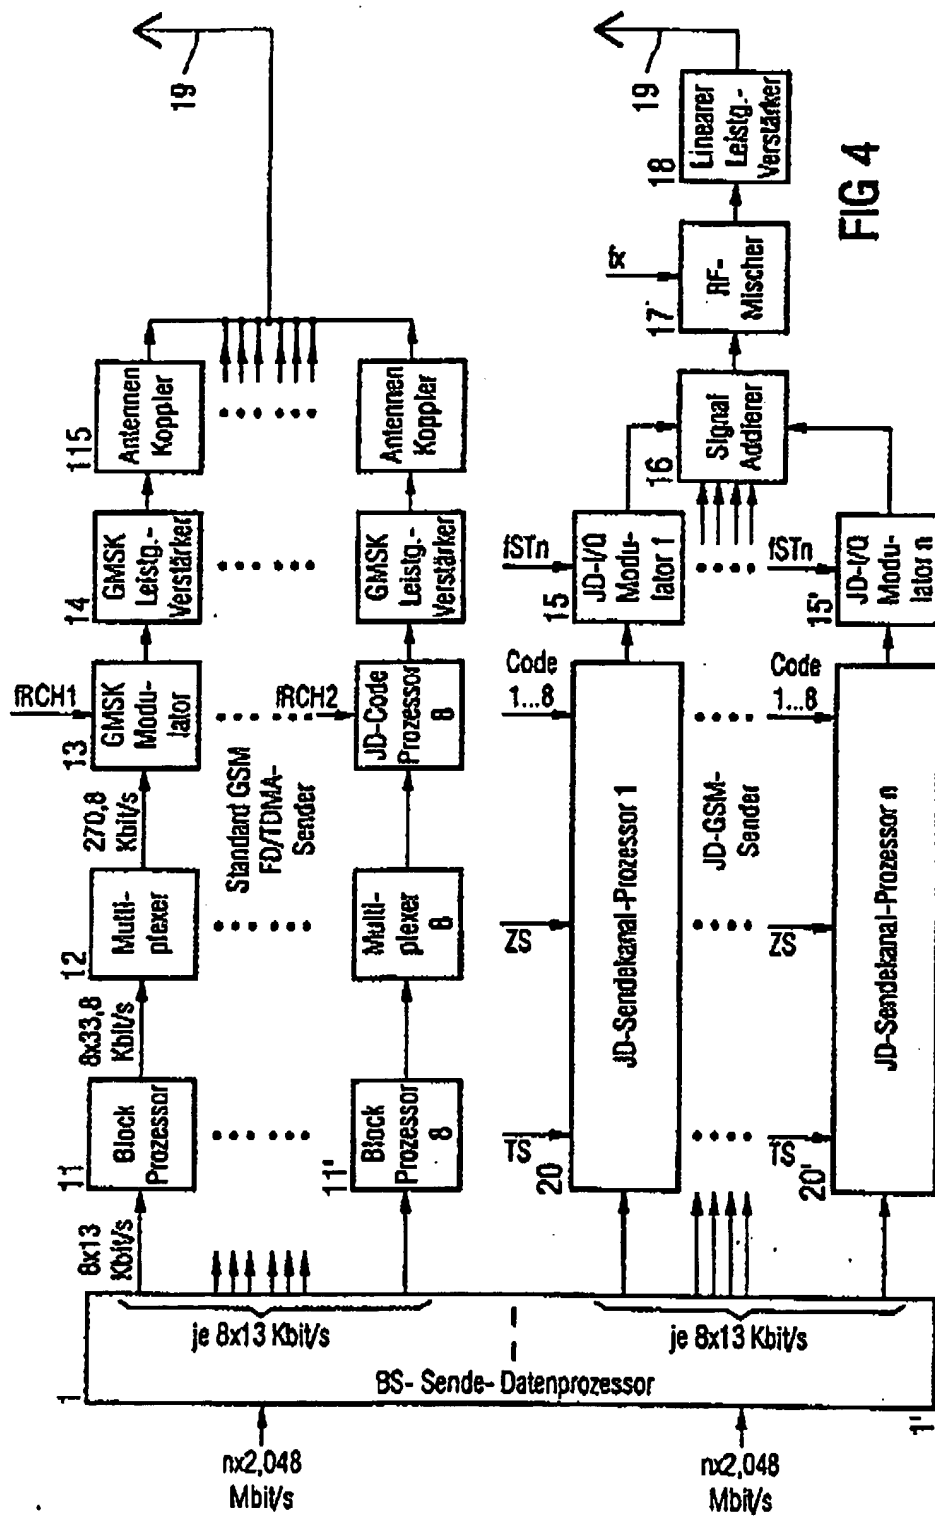 nx2,048
Mbit/s
1
BS-Sende-Datenprozessor
je 8x13 Kbit/s
8x13
Kbit/s
11
Block
Prozessor
8x33,8
Kbit/s
12
Mutli-
plexer
270,8
Kbit/s
13
GMSK
Modu-
lator
fRCH1
14
GMSK
Leistg.-
Verstärker
115
Antennen
Koppler
19
Standard GSM
FD/TDMA-
Sender
11'
Block
Prozessor
8
Multi-
plexer
8
fRCH2
JD-Code
Prozessor
8
GMSK
Leistg.-
Verstärker
Antennen
Koppler
nx2,048
Mbit/s
1'
je 8x13 Kbit/s
20
TS
ZS
Code
1...8
JD-Sendekanal-Prozessor 1
fSTn
15
JD-I/Q
Modu-
lator 1
16
Signal
Addierer
17
RF-
Mischer
18
Linearer
Leistg.-
Verstärker
19
JD-GSM-
Sender
20'
TS
ZS
Code
1...8
JD-Sendekanal-Prozessor n
fSTn
15'
JD-I/Q
Modu-
lator n
FIG 4